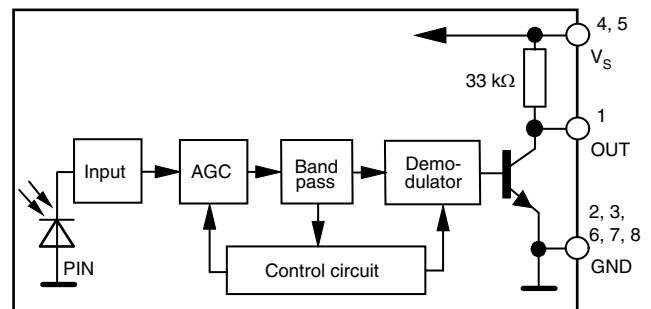 4, 5
V_S
33 kΩ
1
OUT
Input
AGC
Band
pass
Demo-
dulator
2, 3,
6, 7, 8
GND
PIN
Control circuit